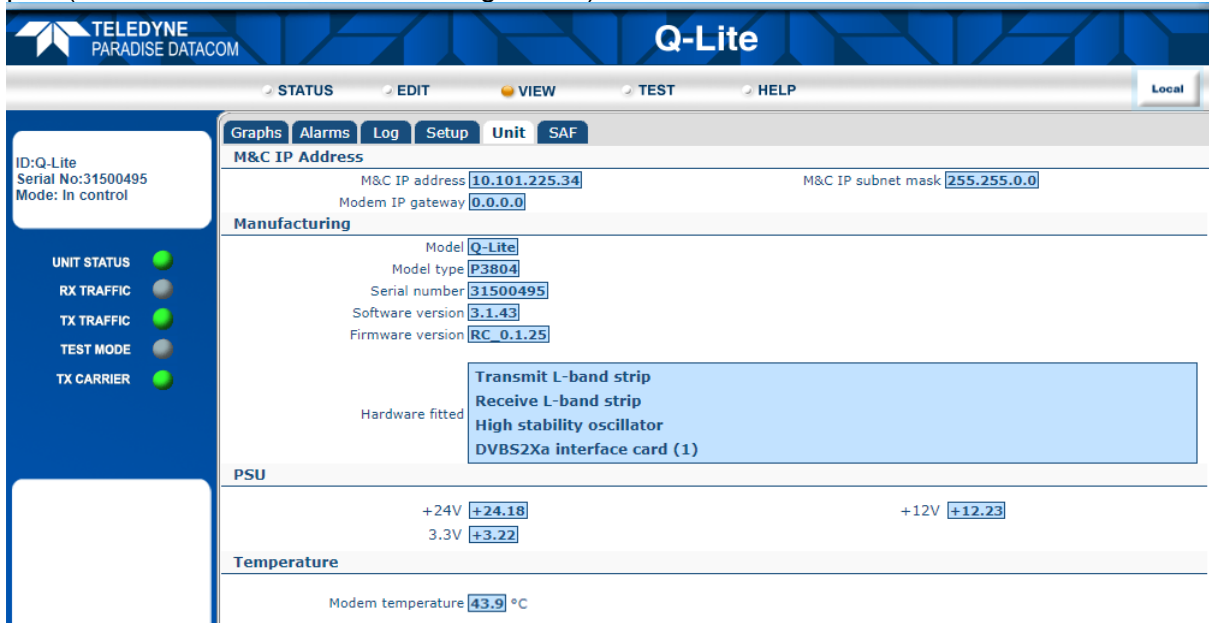 TELEDYNE
PARADISE DATACOM
Q-Lite
STATUS EDIT VIEW TEST HELP Local
Graphs Alarms Log Setup Unit SAF
ID:Q-Lite
Serial No:31500495
Mode: In control
UNIT STATUS
RX TRAFFIC
TX TRAFFIC
TEST MODE
TX CARRIER
M&C IP Address
M&C IP address 10.101.225.34 M&C IP subnet mask 255.255.0.0
Modem IP gateway 0.0.0.0
Manufacturing
Model Q-Lite
Model type P3804
Serial number 31500495
Software version 3.1.43
Firmware version RC_0.1.25
Hardware fitted
Transmit L-band strip
Receive L-band strip
High stability oscillator
DVBS2Xa interface card (1)
PSU
+24V +24.18 +12V +12.23
3.3V +3.22
Temperature
Modem temperature 43.9 °C